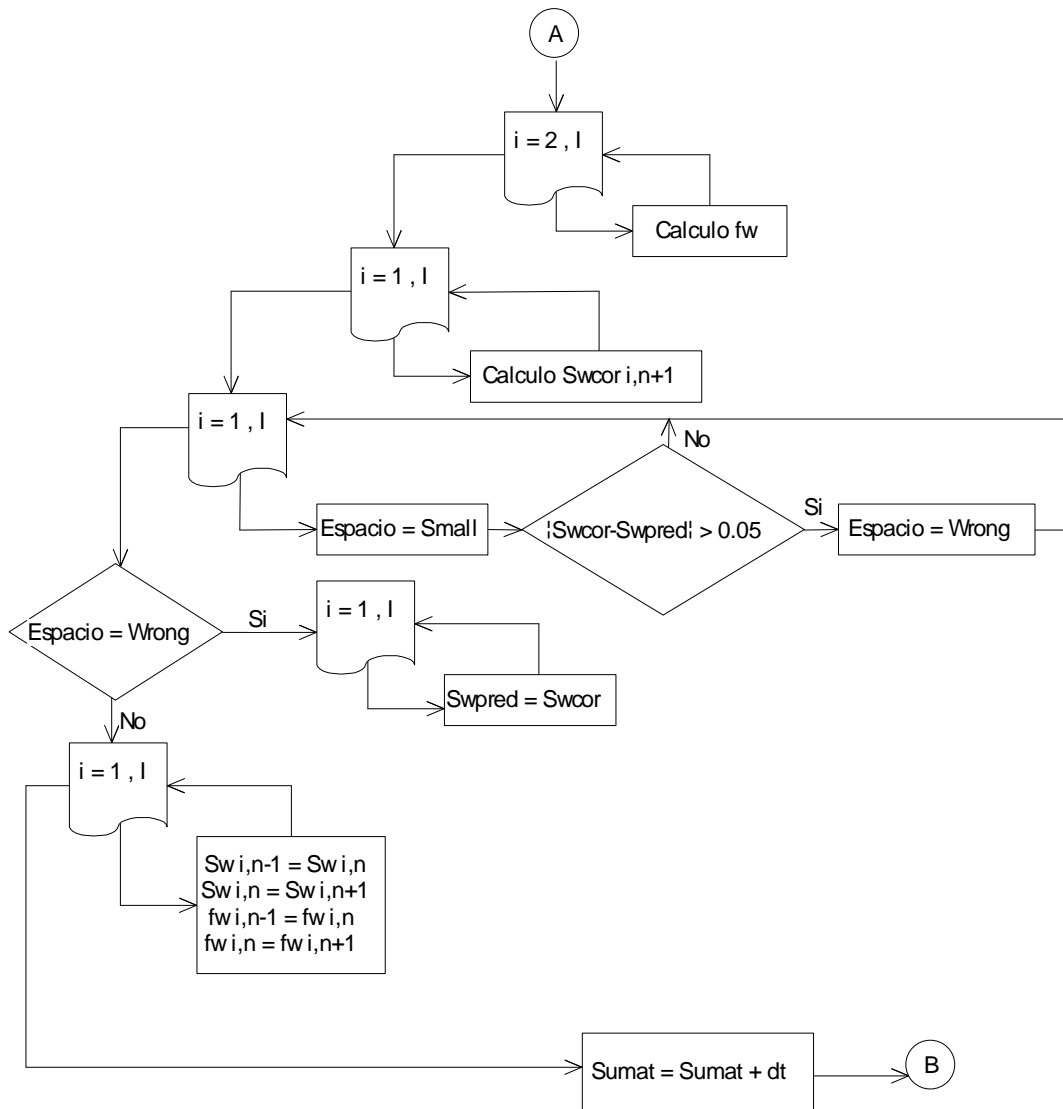 A
i = 2 , I
Calculo fw
i = 1 , I
Calculo Swcor i,n+1
i = 1 , I
No
Espacio = Small
¦Swcor-Swpred¦ > 0.05
Si
Espacio = Wrong
Espacio = Wrong
Si
i = 1 , I
Swpred = Swcor
No
i = 1 , I
Sw i,n-1 = Sw i,n
Sw i,n = Sw i,n+1
fw i,n-1 = fw i,n
fw i,n = fw i,n+1
Sumat = Sumat + dt
B